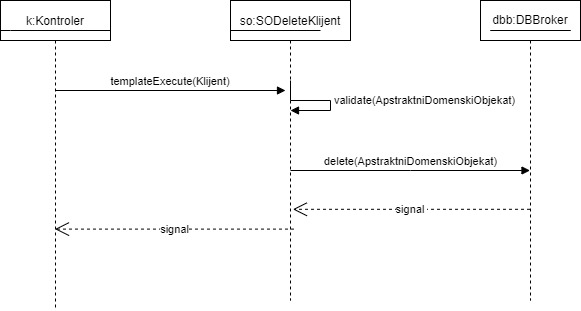 k:Kontroler
so:SODeleteKlijent
dbb:DBBroker
templateExecute(Klijent)
validate(ApstraktniDomenskiObjekat)
delete(ApstraktniDomenskiObjekat)
signal
signal